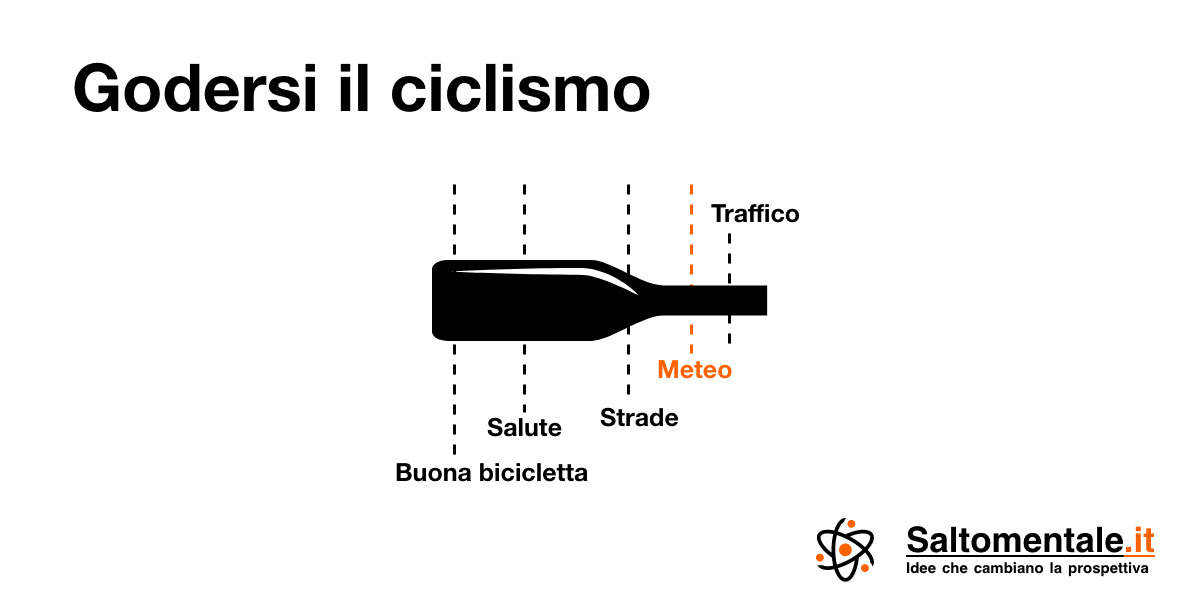 Godersi il ciclismo
Traffico
Meteo
Strade
Salute
Buona bicicletta
Saltomentale.it
Idee che cambiano la prospettiva